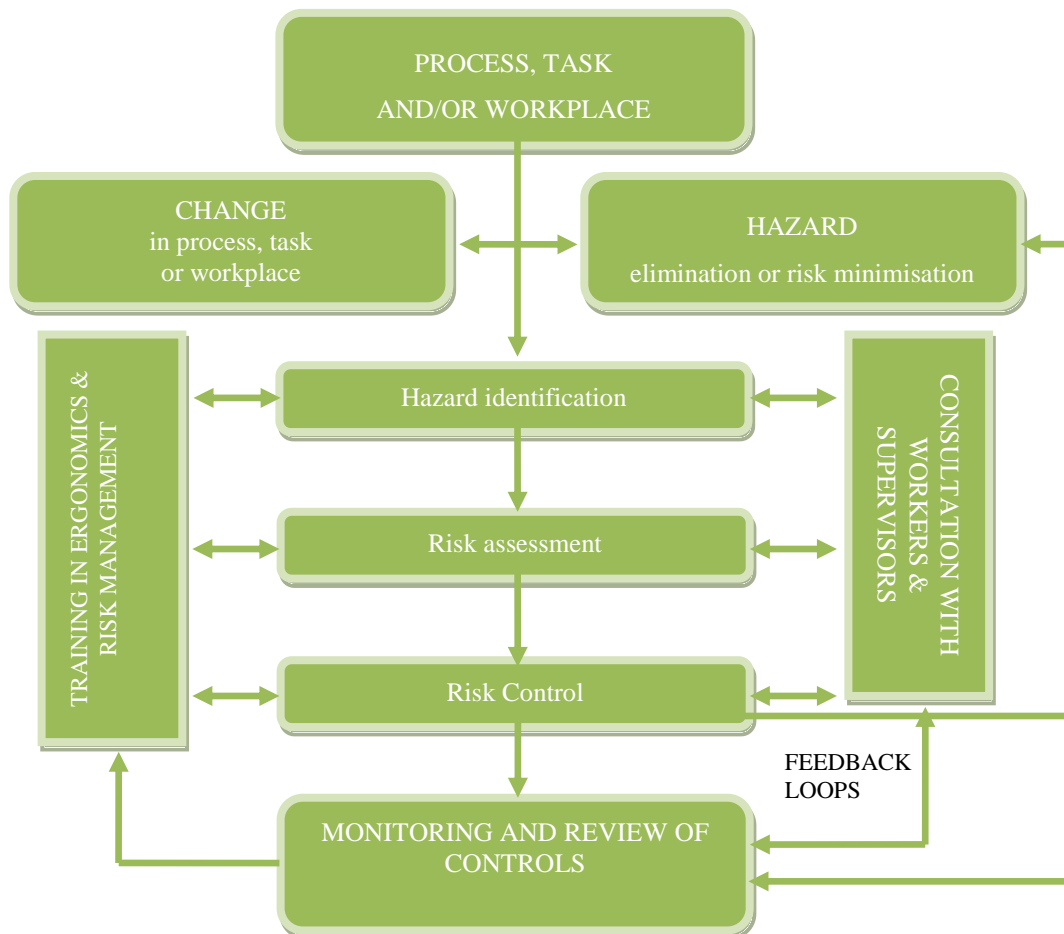 PROCESS, TASK
AND/OR WORKPLACE
CHANGE
in process, task
or workplace
HAZARD
elimination or risk minimisation
TRAINING IN ERGONOMICS &
RISK MANAGEMENT
Hazard identification
CONSULTATION WITH
WORKERS &
SUPERVISORS
Risk assessment
Risk Control
FEEDBACK
LOOPS
MONITORING AND REVIEW OF
CONTROLS